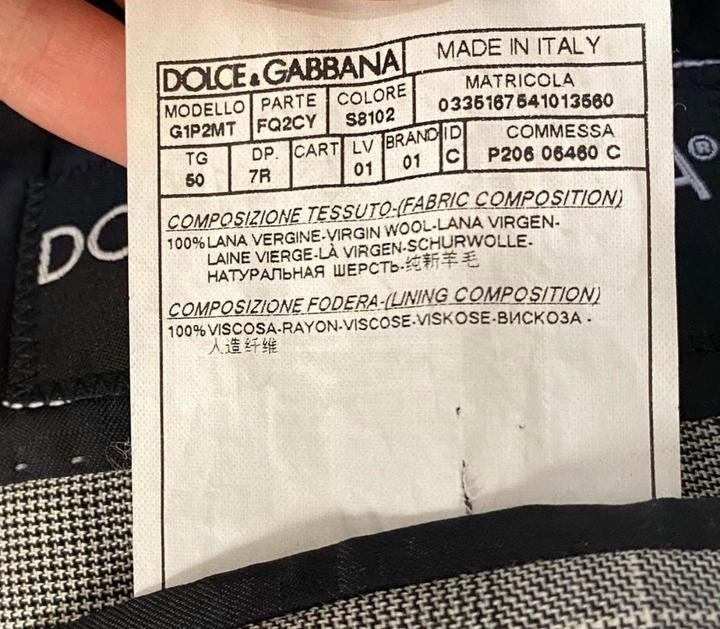 DOLCE & GABBANA
MADE IN ITALY
MODELLO
G1P2MT
PARTE
FQ2CY
COLORE
S8102
MATRICOLA
0335167541013560
TG
50
DP.
7R
CART
LV
01
BRAND
01
ID
C
COMMESSA
P206 06460 C
COMPOSIZIONE TESSUTO-(FABRIC COMPOSITION)
100% LANA VERGINE-VIRGIN WOOL-LANA VIRGEN-
LAINE VIERGE-LÀ VIRGEN-SCHURWOLLE-
НАТУРАЛЬНАЯ ШЕРСТЬ-纯新羊毛
COMPOSIZIONE FODERA-(LINING COMPOSITION)
100% VISCOSA-RAYON-VISCOSE-VISKOSE-ВИСКОЗА -
人造纤维
DO
A®